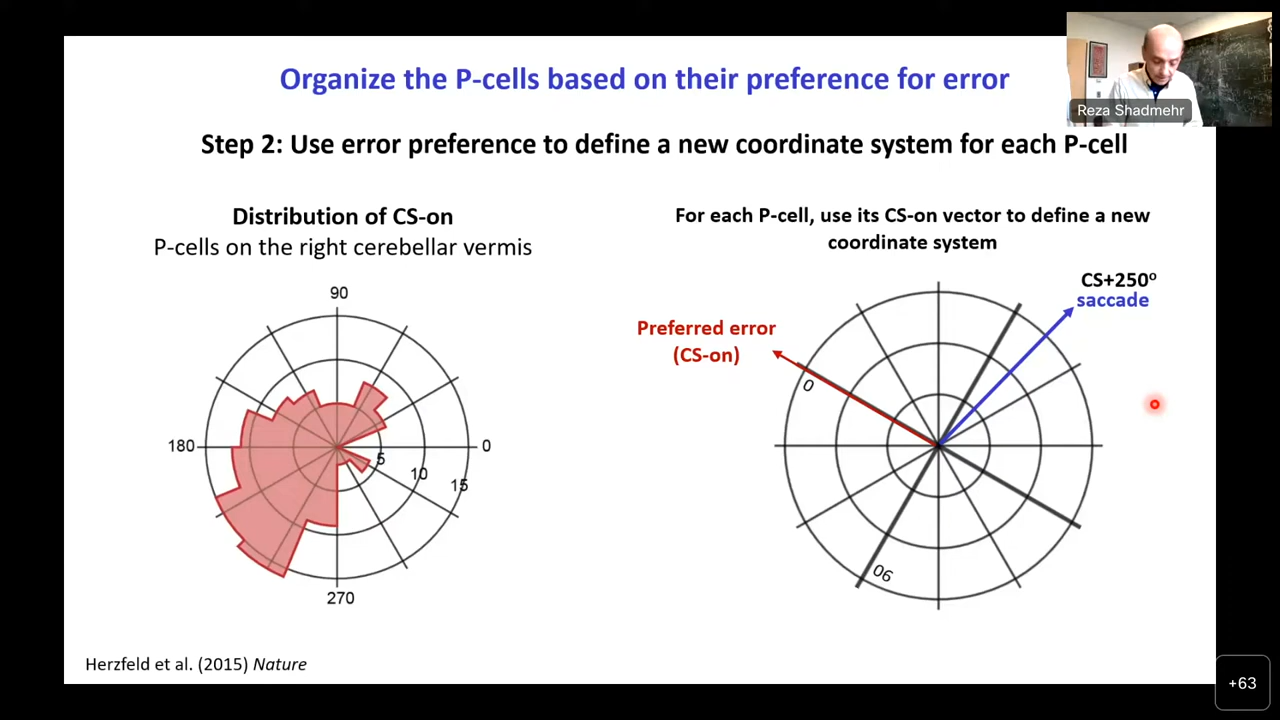 Organize the P-cells based on their preference for error
Reza Shadmehr
Step 2: Use error preference to define a new coordinate system for each P-cell
Distribution of CS-on
P-cells on the right cerebellar vermis
90
180
0
5
10
15
270
For each P-cell, use its CS-on vector to define a new
coordinate system
CS+250º
saccade
Preferred error
(CS-on)
0
90
Herzfeld et al. (2015) Nature
+63